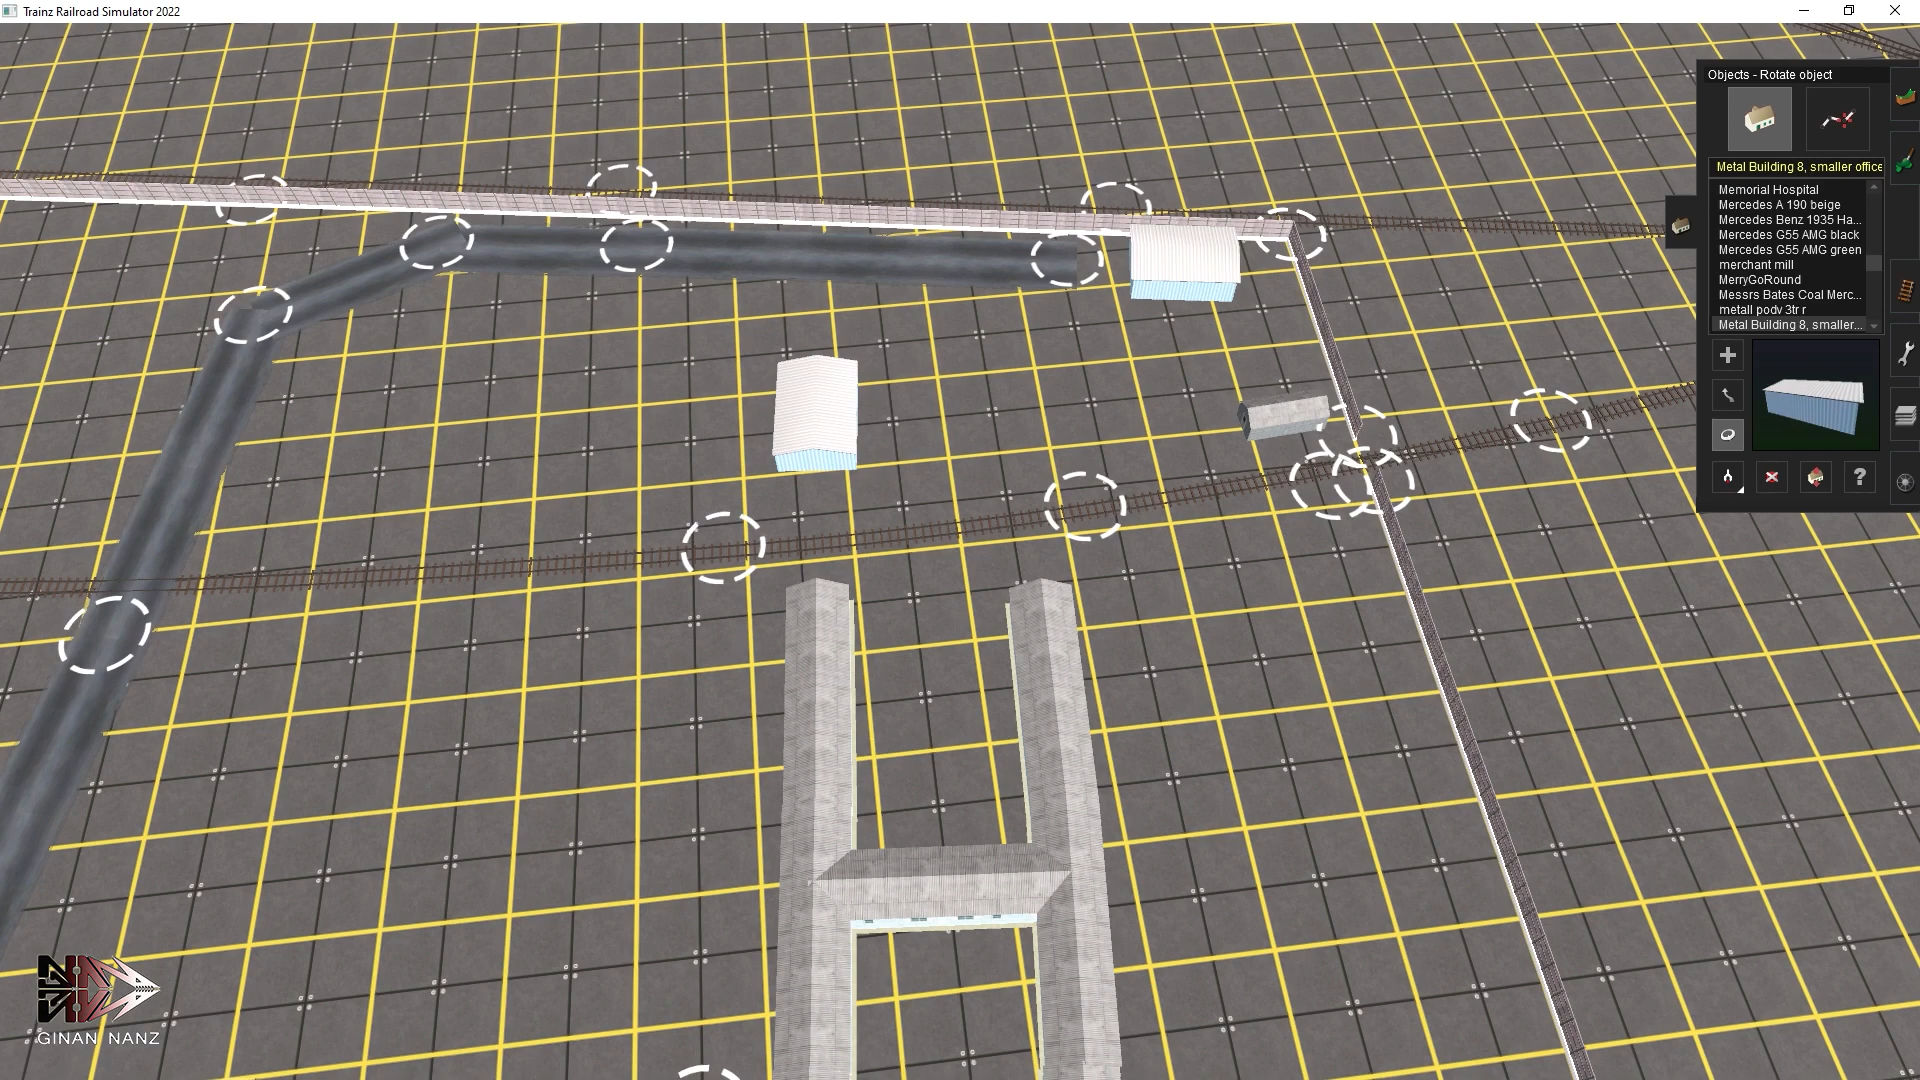 Trainz Railroad Simulator 2022
Objects - Rotate object
Metal Building 8, smaller office
Memorial Hospital
Mercedes A 190 beige
Mercedes Benz 1935 Ha...
Mercedes G55 AMG black
Mercedes G55 AMG green
merchant mill
MerryGoRound
Messrs Bates Coal Merc...
metall podv 3tr r
Metal Building 8, smaller...
?
GINAN NANZ